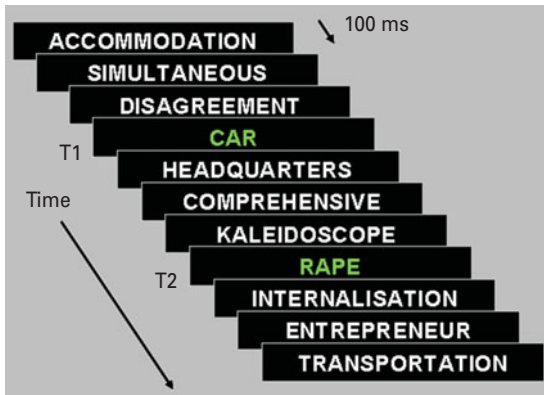 100 ms
ACCOMMODATION
SIMULTANEOUS
DISAGREEMENT
CAR
T1
HEADQUARTERS
COMPREHENSIVE
Time
KALEIDOSCOPE
RAPE
T2
INTERNALISATION
ENTREPRENEUR
TRANSPORTATION